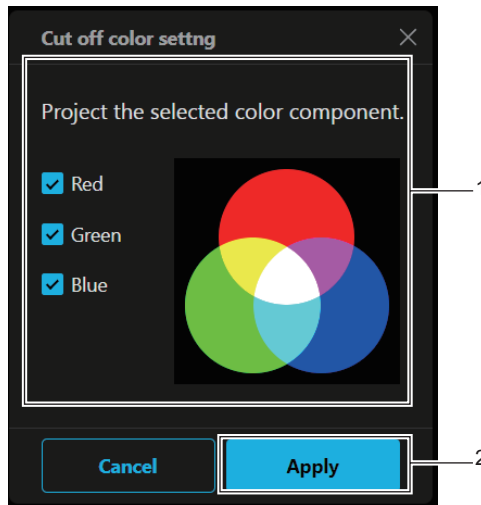 Cut off color settng
Project the selected color component.
1
Red
Green
Blue
Cancel
Apply
2